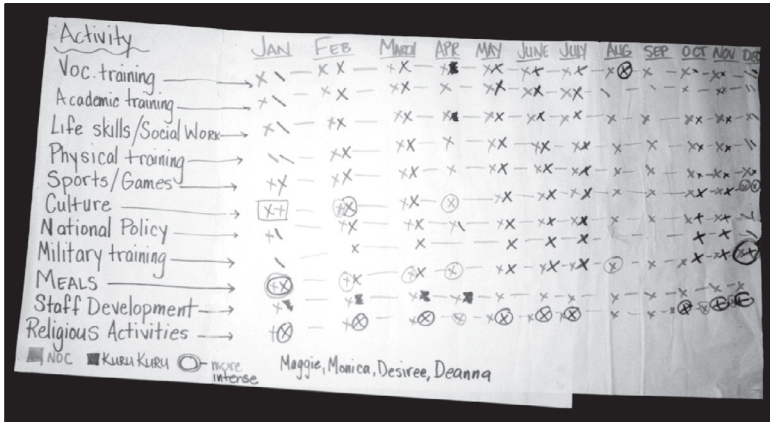 Activity JAN FEB MARCH APR MAY JUNE JULY AUG SEP OCT NOV DEC
Voc. training
Academic training
Life skills/Social Work
Physical training
Sports/Games
Culture
National Policy
Military training
MEALS
Staff Development
Religious Activities
NOC KURU KURU more
intense
Maggie, Monica, Desiree, Deanna